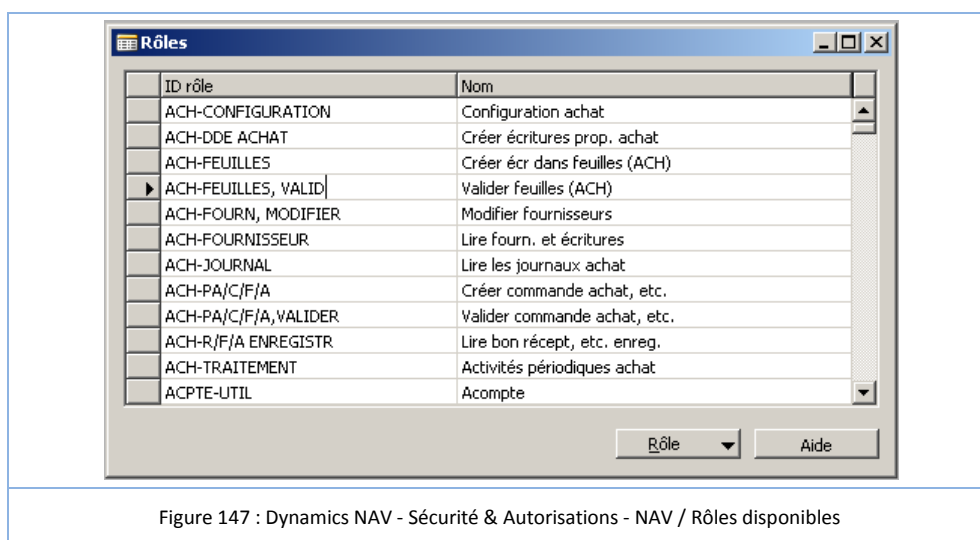 Rôles
ID rôle Nom
ACH-CONFIGURATION Configuration achat
ACH-DDE ACHAT Créer écritures prop. achat
ACH-FEUILLES Créer écr dans feuilles (ACH)
ACH-FEUILLES, VALID Valider feuilles (ACH)
ACH-FOURN, MODIFIER Modifier fournisseurs
ACH-FOURNISSEUR Lire fourn. et écritures
ACH-JOURNAL Lire les journaux achat
ACH-PA/C/F/A Créer commande achat, etc.
ACH-PA/C/F/A,VALIDER Valider commande achat, etc.
ACH-R/F/A ENREGISTR Lire bon récept, etc. enreg.
ACH-TRAITEMENT Activités périodiques achat
ACPTE-UTIL Acompte
Rôle Aide
Figure 147 : Dynamics NAV - Sécurité & Autorisations - NAV / Rôles disponibles